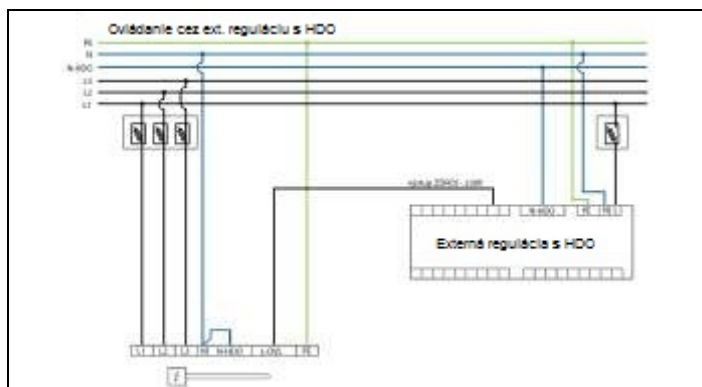 Ovládanie cez ext. reguláciu s HDO
PE
N
N-HDO
L3
L2
L1
N-HDO PE N L
Externá regulácia s HDO
L1 L2 L3 N N-HDO L-OVL PE